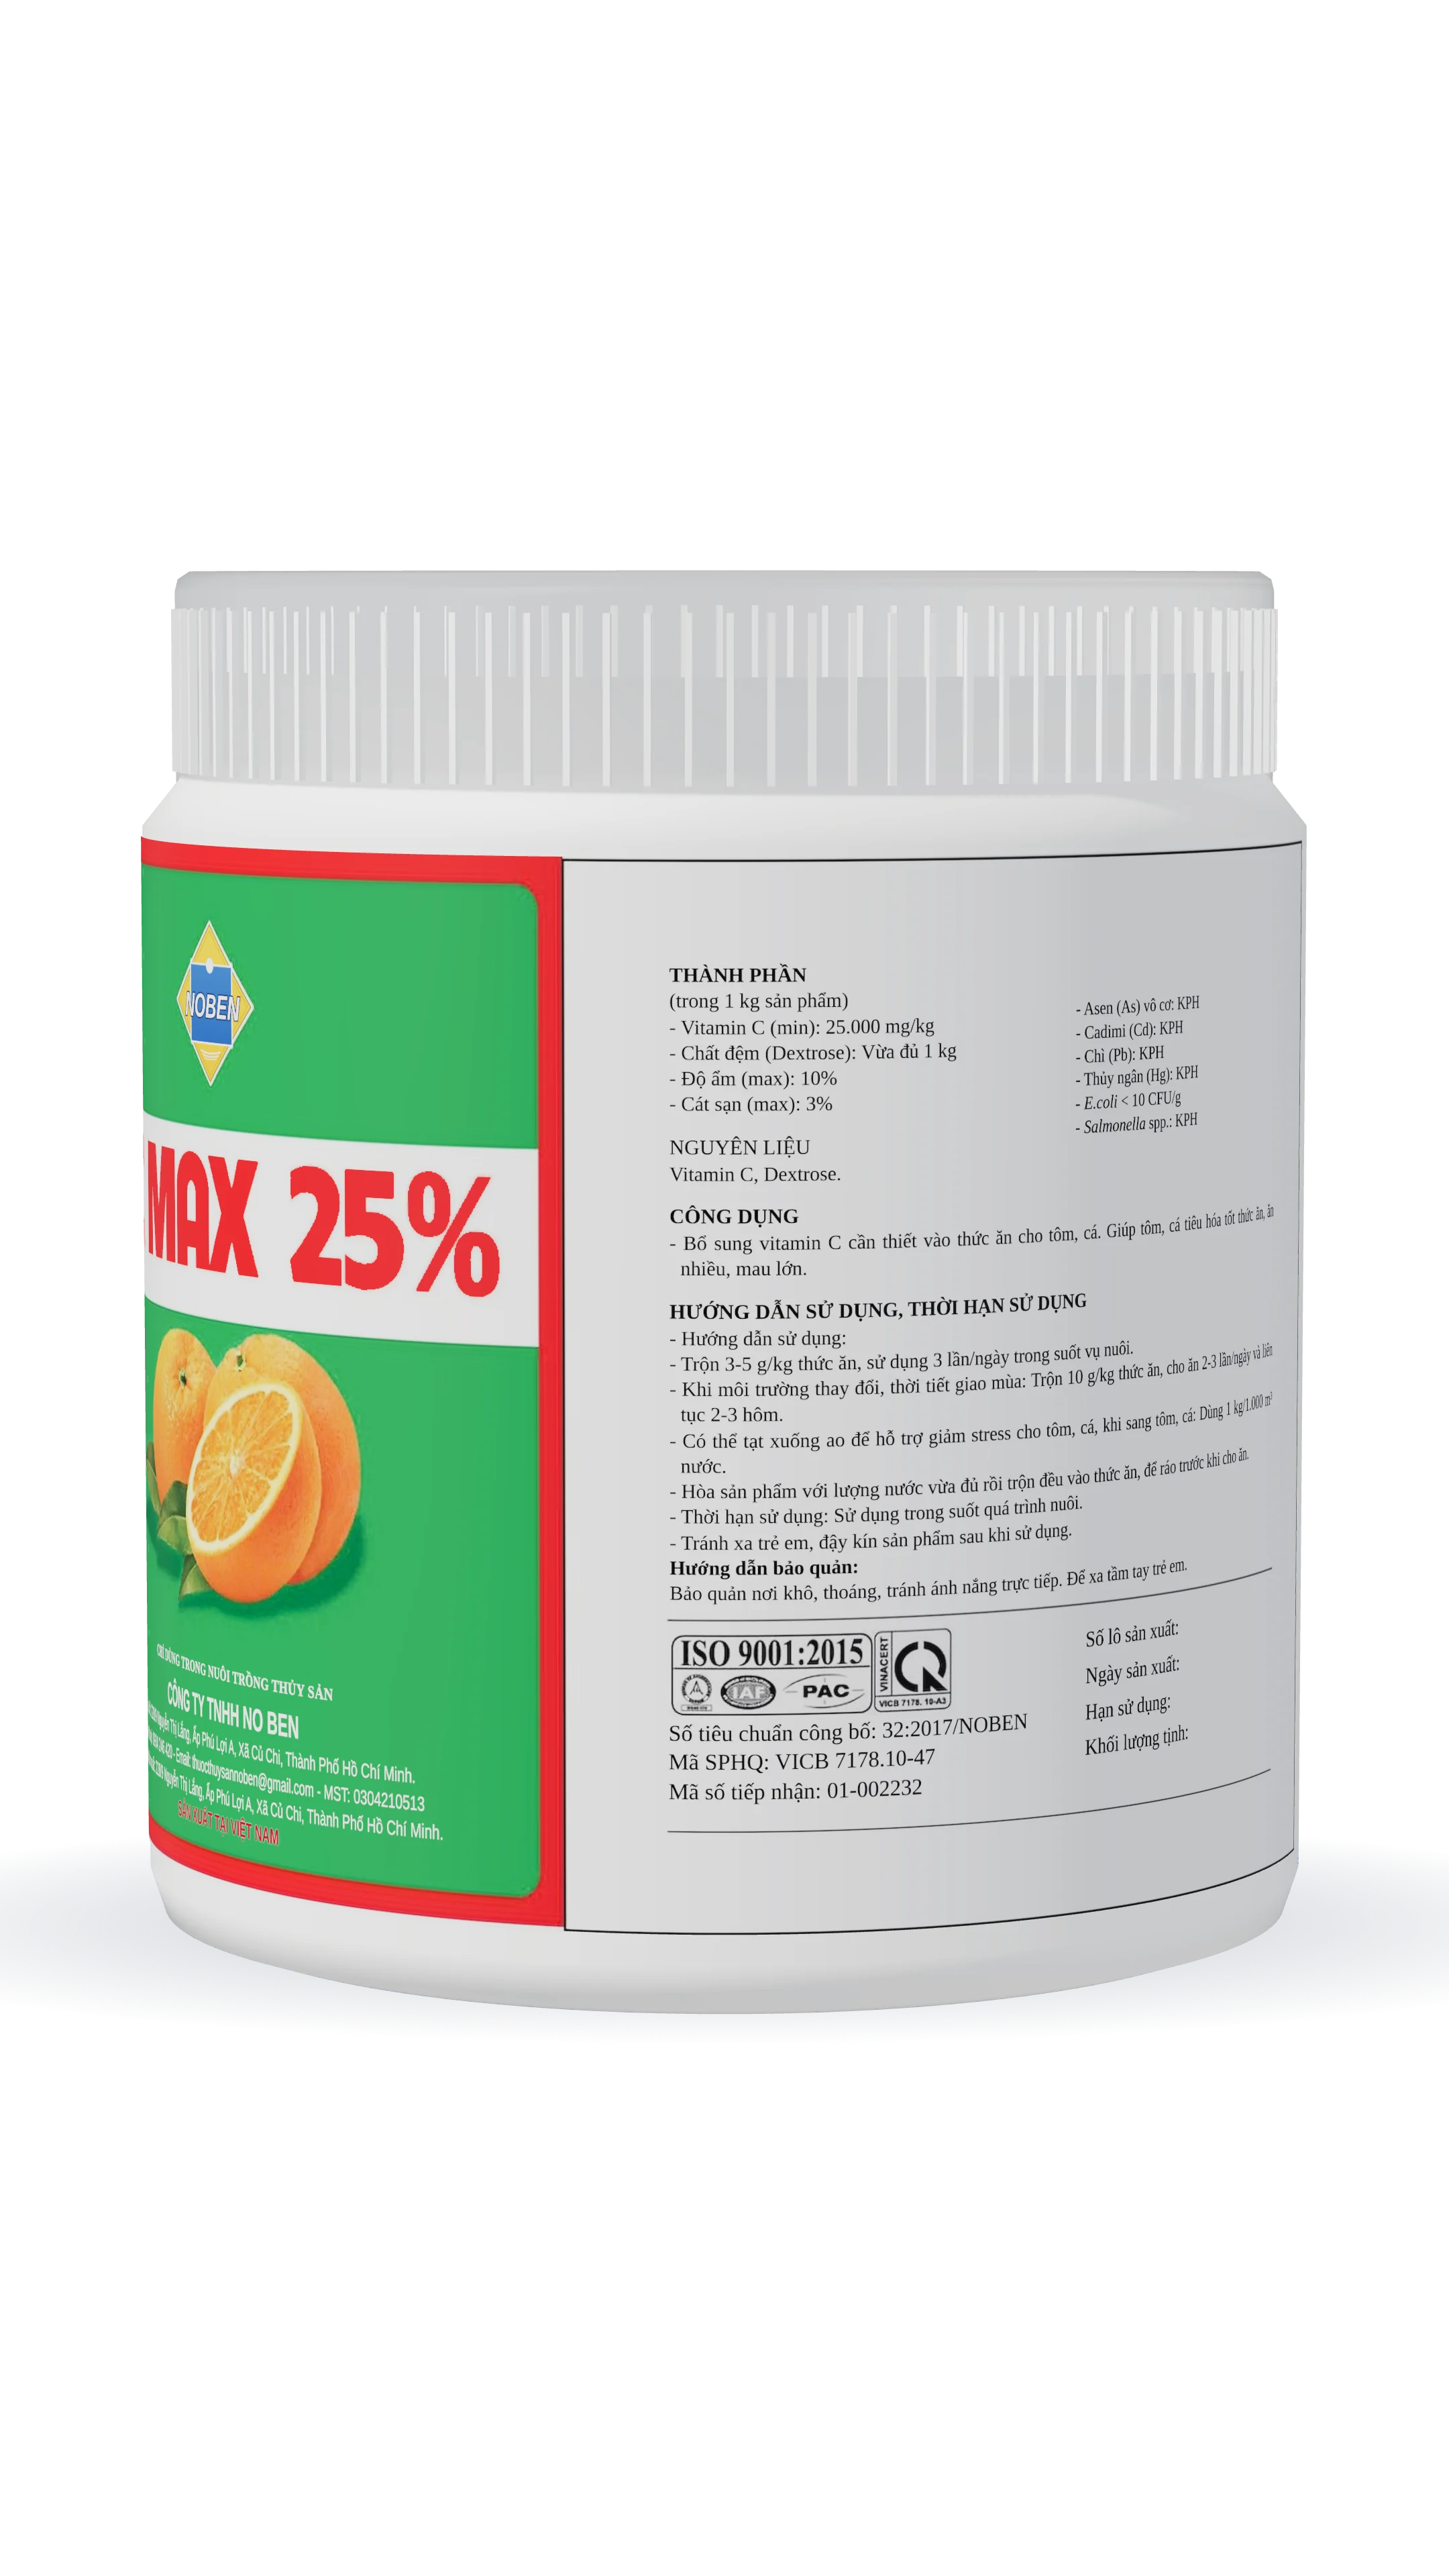 NOBEN
MAX 25%
CHỈ DÙNG TRONG NUÔI TRỒNG THỦY SẢN
CÔNG TY TNHH NO BEN
Nguyễn Thị Lắng, Ấp Phú Lợi A, Xã Củ Chi, Thành Phố Hồ Chí Minh.
- Email: thuocthuysannoben@gmail.com - MST: 0304210513
Nguyễn Thị Lắng, Ấp Phú Lợi A, Xã Củ Chi, Thành Phố Hồ Chí Minh.
SẢN XUẤT TẠI VIỆT NAM
THÀNH PHẦN
(trong 1 kg sản phẩm)
- Vitamin C (min): 25.000 mg/kg
- Chất đệm (Dextrose): Vừa đủ 1 kg
- Độ ẩm (max): 10%
- Cát sạn (max): 3%
- Asen (As) vô cơ: KPH
- Cadimi (Cd): KPH
- Chì (Pb): KPH
- Thủy ngân (Hg): KPH
- E.coli < 10 CFU/g
- Salmonella spp.: KPH
NGUYÊN LIỆU
Vitamin C, Dextrose.
CÔNG DỤNG
- Bổ sung vitamin C cần thiết vào thức ăn cho tôm, cá. Giúp tôm, cá tiêu hóa tốt thức ăn, ăn
nhiều, mau lớn.
HƯỚNG DẪN SỬ DỤNG, THỜI HẠN SỬ DỤNG
- Hướng dẫn sử dụng:
- Trộn 3-5 g/kg thức ăn, sử dụng 3 lần/ngày trong suốt vụ nuôi.
- Khi môi trường thay đổi, thời tiết giao mùa: Trộn 10 g/kg thức ăn, cho ăn 2-3 lần/ngày và liên
tục 2-3 hôm.
- Có thể tạt xuống ao để hỗ trợ giảm stress cho tôm, cá, khi sang tôm, cá: Dùng 1 kg/1.000 m³
nước.
- Hòa sản phẩm với lượng nước vừa đủ rồi trộn đều vào thức ăn, để ráo trước khi cho ăn.
- Thời hạn sử dụng: Sử dụng trong suốt quá trình nuôi.
- Tránh xa trẻ em, đậy kín sản phẩm sau khi sử dụng.
Hướng dẫn bảo quản:
Bảo quản nơi khô, thoáng, tránh ánh nắng trực tiếp. Để xa tầm tay trẻ em.
ISO 9001:2015
IAF
PAC
VINACERT
VICB 7178. 10-A3
Số tiêu chuẩn công bố: 32:2017/NOBEN
Mã SPHQ: VICB 7178.10-47
Mã số tiếp nhận: 01-002232
Số lô sản xuất:
Ngày sản xuất:
Hạn sử dụng:
Khối lượng tịnh: